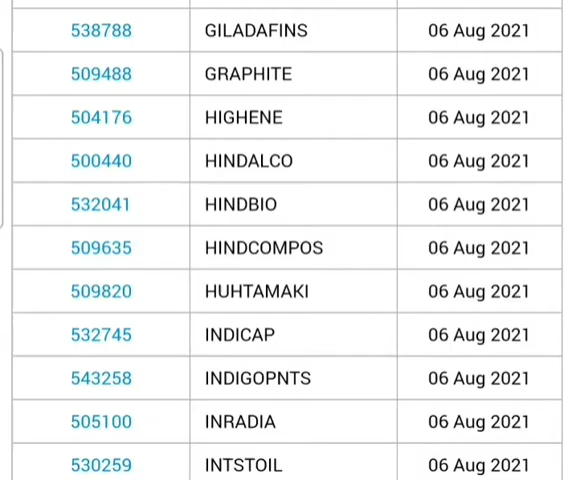 538788 GILADAFINS 06 Aug 2021
509488 GRAPHITE 06 Aug 2021
504176 HIGHENE 06 Aug 2021
500440 HINDALCO 06 Aug 2021
532041 HINDBIO 06 Aug 2021
509635 HINDCOMPOS 06 Aug 2021
509820 HUHTAMAKI 06 Aug 2021
532745 INDICAP 06 Aug 2021
543258 INDIGOPNTS 06 Aug 2021
505100 INRADIA 06 Aug 2021
530259 INTSTOIL 06 Aug 2021